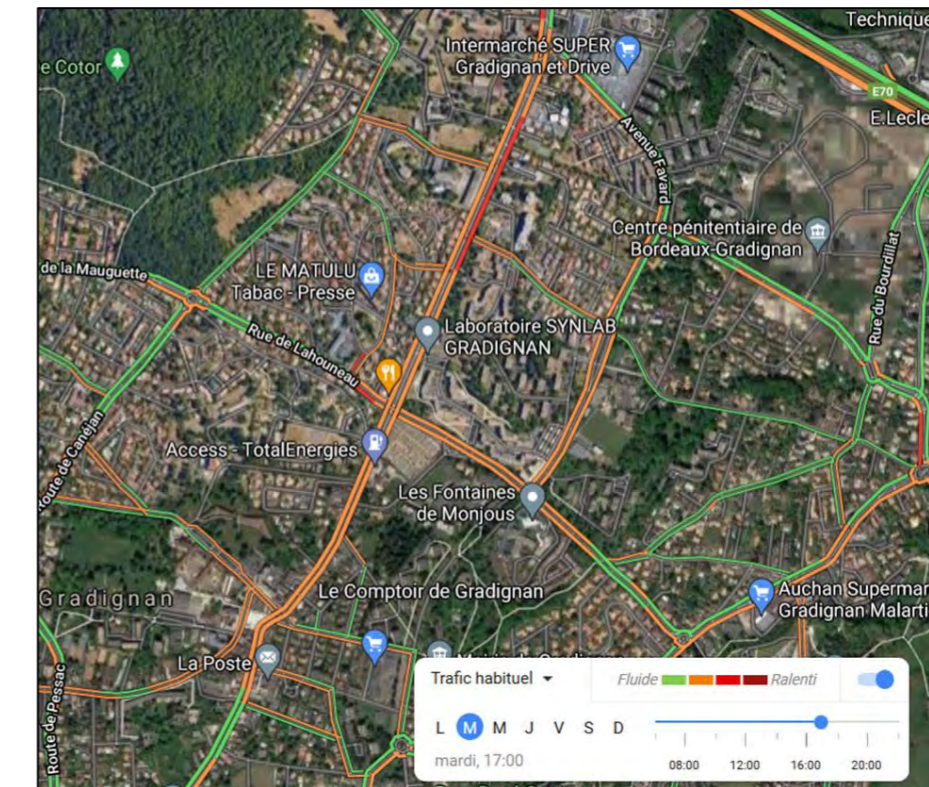 Technique
Intermarché SUPER
Gradignan et Drive
e Cotor
E70
E.Lecle
Avenue Favard
Centre pénitentiaire de
Bordeaux-Gradignan
de la Mauguette
LE MATULU
Tabac - Presse
Rue du Bourdillat
Laboratoire SYNLAB
GRADIGNAN
Rue de Lahouneau
Route de Canéjan
Access - TotalEnergies
Les Fontaines
de Monjous
Le Comptoir de Gradignan
Gradignan
Auchan Supermar
Gradignan Malarti
La Poste
Route de Pessac
Trafic habituel
Fluide
Ralenti
L M M J V S D
mardi, 17:00
08:00 12:00 16:00 20:00